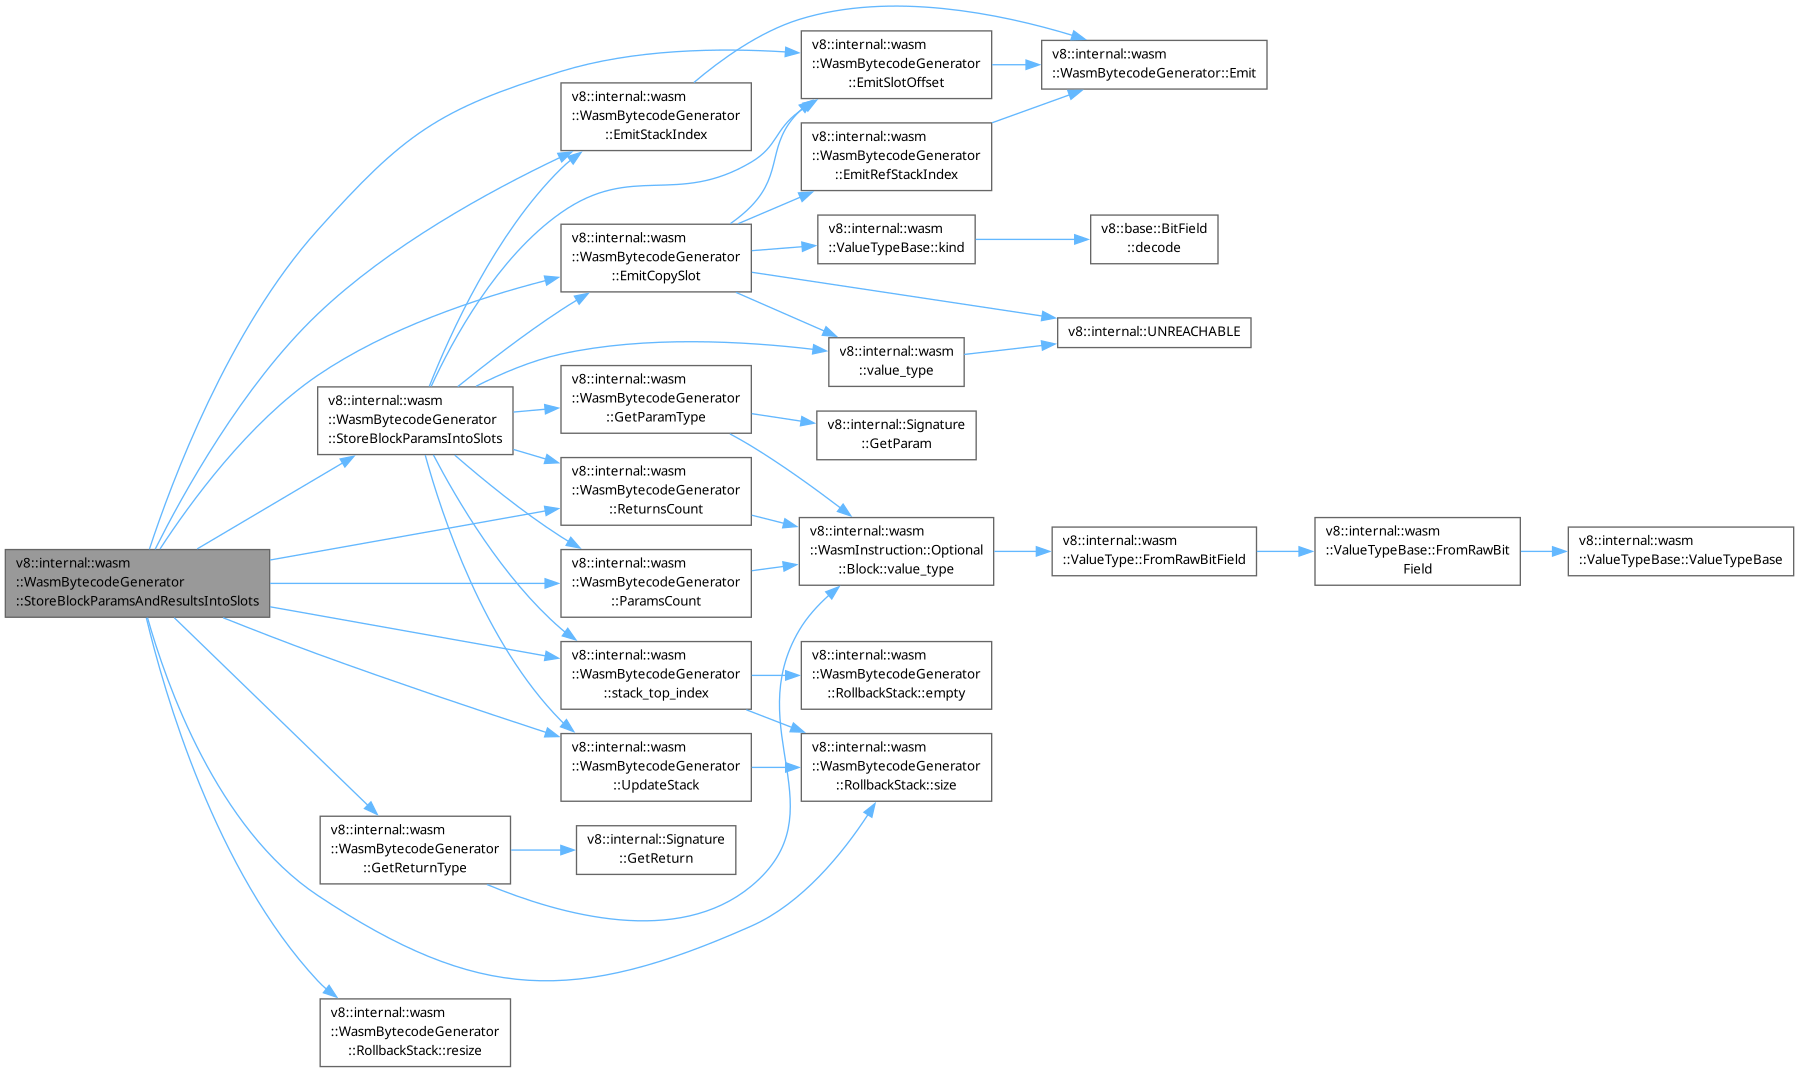 v8::internal::wasm
::WasmBytecodeGenerator
::StoreBlockParamsAndResultsIntoSlots
v8::internal::wasm
::WasmBytecodeGenerator
::StoreBlockParamsIntoSlots
v8::internal::wasm
::WasmBytecodeGenerator
::GetReturnType
v8::internal::wasm
::WasmBytecodeGenerator
::RollbackStack::resize
v8::internal::wasm
::WasmBytecodeGenerator
::EmitStackIndex
v8::internal::wasm
::WasmBytecodeGenerator
::EmitCopySlot
v8::internal::wasm
::WasmBytecodeGenerator
::GetParamType
v8::internal::wasm
::WasmBytecodeGenerator
::ReturnsCount
v8::internal::wasm
::WasmBytecodeGenerator
::ParamsCount
v8::internal::wasm
::WasmBytecodeGenerator
::stack_top_index
v8::internal::wasm
::WasmBytecodeGenerator
::UpdateStack
v8::internal::Signature
::GetReturn
v8::internal::wasm
::WasmBytecodeGenerator
::EmitSlotOffset
v8::internal::wasm
::WasmBytecodeGenerator
::EmitRefStackIndex
v8::internal::wasm
::ValueTypeBase::kind
v8::internal::wasm
::value_type
v8::internal::Signature
::GetParam
v8::internal::wasm
::WasmInstruction::Optional
::Block::value_type
v8::internal::wasm
::WasmBytecodeGenerator
::RollbackStack::empty
v8::internal::wasm
::WasmBytecodeGenerator
::RollbackStack::size
v8::internal::wasm
::WasmBytecodeGenerator::Emit
v8::base::BitField
::decode
v8::internal::UNREACHABLE
v8::internal::wasm
::ValueType::FromRawBitField
v8::internal::wasm
::ValueTypeBase::FromRawBit
Field
v8::internal::wasm
::ValueTypeBase::ValueTypeBase